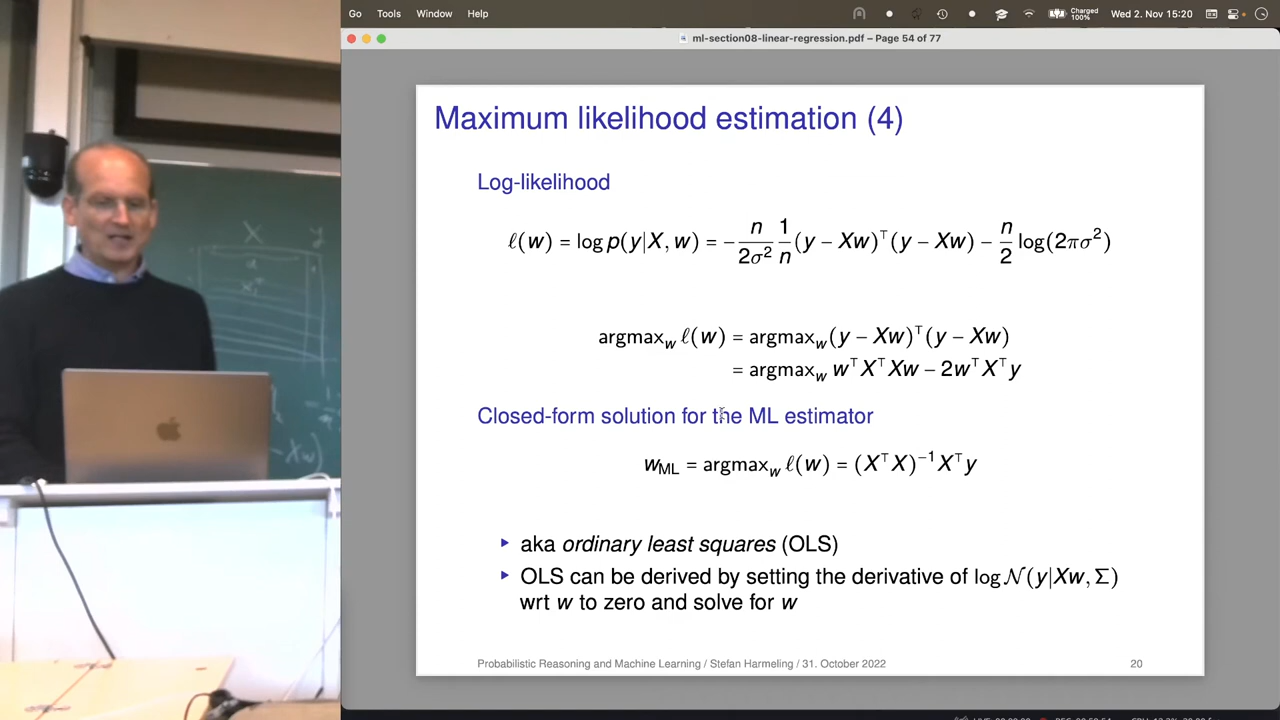 Go Tools Window Help Charged 100% Wed 2. Nov 15:20
ml-section08-linear-regression.pdf – Page 54 of 77
Maximum likelihood estimation (4)
Log-likelihood
ℓ(w) = log p(y|X, w) = − n/2σ² 1/n (y − Xw)ᵀ(y − Xw) − n/2 log(2πσ²)
argmax_w ℓ(w) = argmax_w (y − Xw)ᵀ(y − Xw)
= argmax_w wᵀXᵀXw − 2wᵀXᵀy
Closed-form solution for the ML estimator
w_ML = argmax_w ℓ(w) = (XᵀX)⁻¹Xᵀy
▸ aka ordinary least squares (OLS)
▸ OLS can be derived by setting the derivative of log N(y|Xw, Σ)
wrt w to zero and solve for w
Probabilistic Reasoning and Machine Learning / Stefan Harmeling / 31. October 2022 20
X y